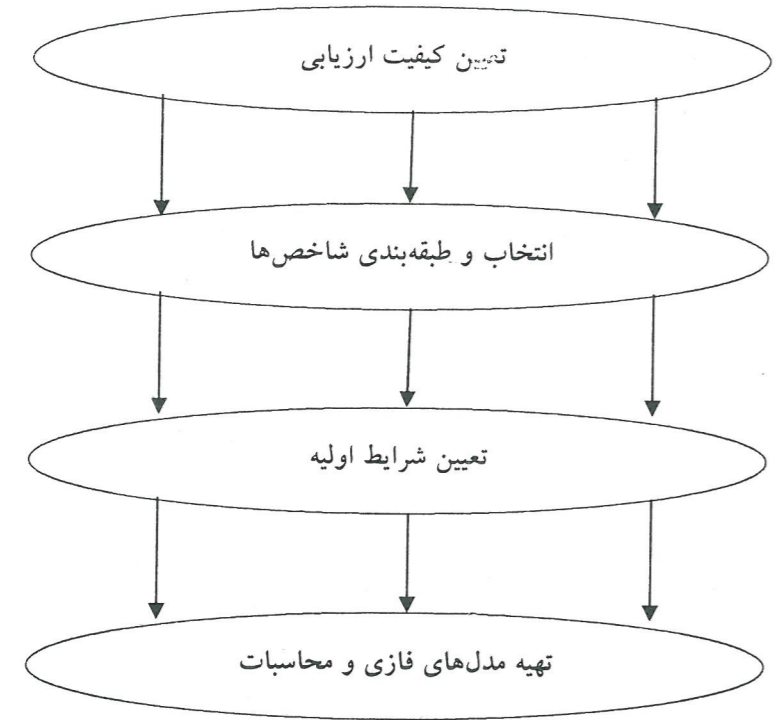 تعیین کیفیت ارزیابی
انتخاب و طبقه‌بندی شاخص‌ها
تعیین شرایط اولیه
تهیه مدل‌های فازی و محاسبات